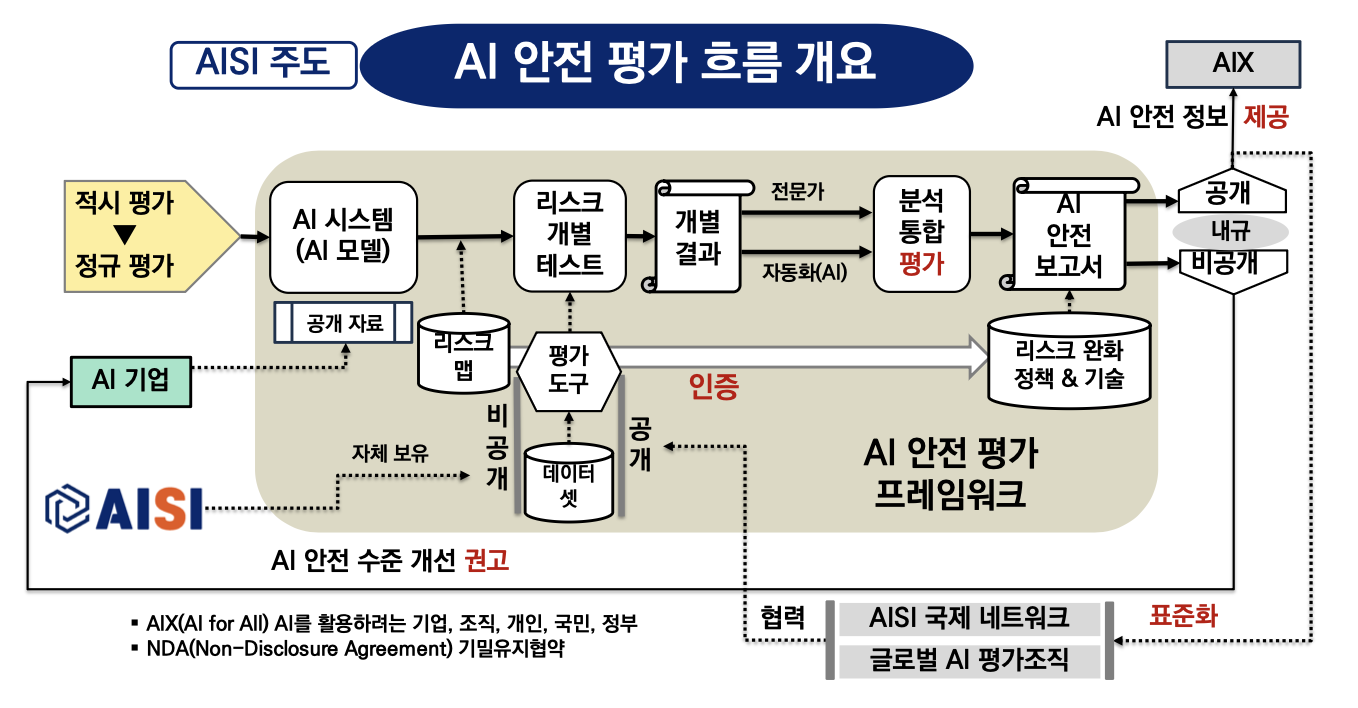 AISI 주도
AI 안전 평가 흐름 개요
AIX
AI 안전 정보 제공
적시 평가
정규 평가
AI 시스템
(AI 모델)
리스크
개별
테스트
개별
결과
전문가
자동화(AI)
분석
통합
평가
AI
안전
보고서
공개
내규
비공개
공개 자료
리스크
맵
평가
도구
인증
리스크 완화
정책 & 기술
AI 기업
비
공
개
공
개
자체 보유
데이터
셋
AI 안전 평가
프레임워크
AISI
AI 안전 수준 개선 권고
▪ AIX(AI for All) AI를 활용하려는 기업, 조직, 개인, 국민, 정부
▪ NDA(Non-Disclosure Agreement) 기밀유지협약
협력
AISI 국제 네트워크
글로벌 AI 평가조직
표준화